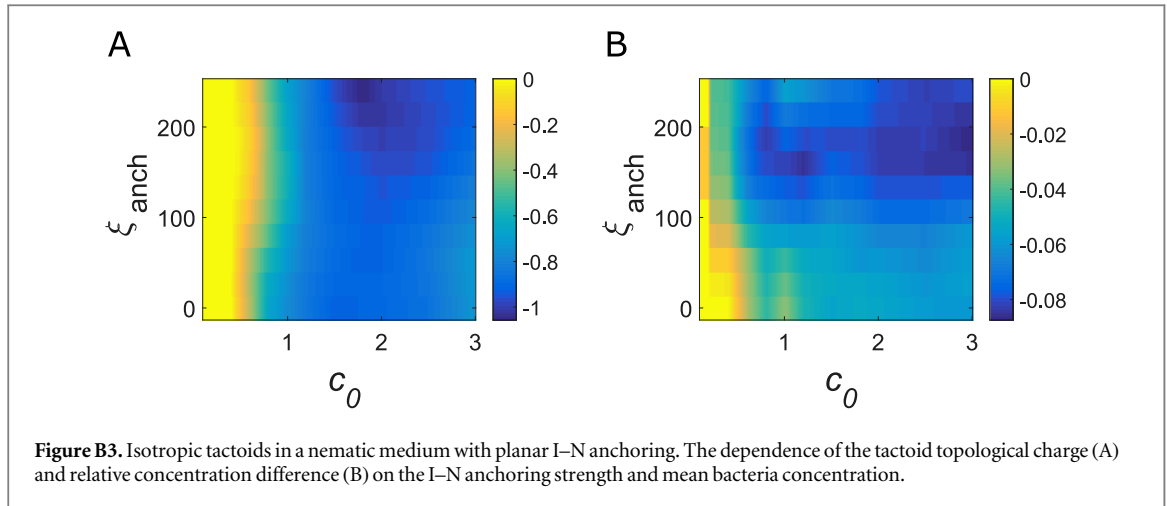 A
B
0
-0.2
-0.4
-0.6
-0.8
-1
200
100
0
ξ anch
1 2 3
c0
0
-0.02
-0.04
-0.06
-0.08
200
100
0
ξ anch
1 2 3
c0
Figure B3. Isotropic tactoids in a nematic medium with planar I–N anchoring. The dependence of the tactoid topological charge (A)
and relative concentration difference (B) on the I–N anchoring strength and mean bacteria concentration.